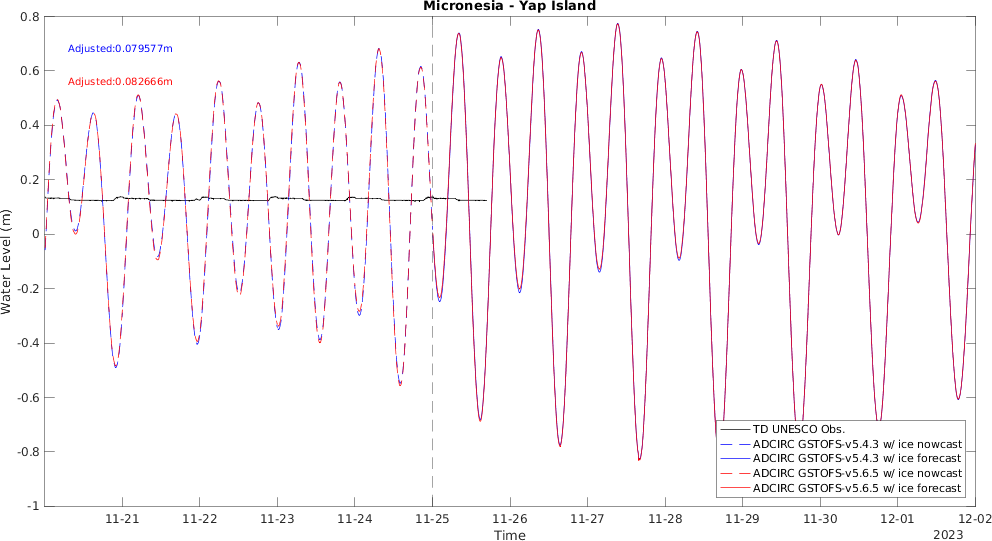 Micronesia - Yap Island
Adjusted:0.079577m
Adjusted:0.082666m
Water Level (m)
0.8
0.6
0.4
0.2
0
-0.2
-0.4
-0.6
-0.8
-1
TD UNESCO Obs.
ADCIRC GSTOFS-v5.4.3 w/ ice nowcast
ADCIRC GSTOFS-v5.4.3 w/ ice forecast
ADCIRC GSTOFS-v5.6.5 w/ ice nowcast
ADCIRC GSTOFS-v5.6.5 w/ ice forecast
11-21 11-22 11-23 11-24 11-25 11-26 11-27 11-28 11-29 11-30 12-01 12-02
Time
2023